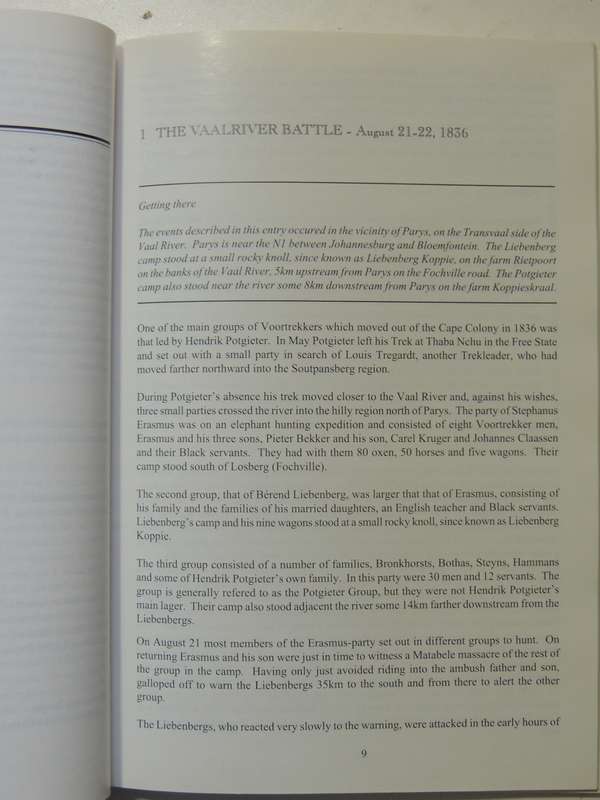 1 THE VAALRIVER BATTLE - August 21-22, 1836
Getting there
The events described in this entry occured in the vicinity of Parys, on the Transvaal side of the
Vaal River. Parys is near the N1 between Johannesburg and Bloemfontein. The Liebenberg
camp stood at a small rocky knoll, since known as Liebenberg Koppie, on the farm Rietpoort
on the banks of the Vaal River, 5km upstream from Parys on the Fochville road. The Potgieter
camp also stood near the river some 8km downstream from Parys on the farm Koppieskraal.
One of the main groups of Voortrekkers which moved out of the Cape Colony in 1836 was
that led by Hendrik Potgieter. In May Potgieter left his Trek at Thaba Nchu in the Free State
and set out with a small party in search of Louis Tregardt, another Trekleader, who had
moved farther northward into the Soutpansberg region.
During Potgieter's absence his trek moved closer to the Vaal River and, against his wishes,
three small parties crossed the river into the hilly region north of Parys. The party of Stephanus
Erasmus was on an elephant hunting expedition and consisted of eight Voortrekker men,
Erasmus and his three sons, Pieter Bekker and his son, Carel Kruger and Johannes Claassen
and their Black servants. They had with them 80 oxen, 50 horses and five wagons. Their
camp stood south of Losberg (Fochville).
The second group, that of Bérend Liebenberg, was larger that that of Erasmus, consisting of
his family and the families of his married daughters, an English teacher and Black servants.
Liebenberg's camp and his nine wagons stood at a small rocky knoll, since known as Liebenberg
Koppie.
The third group consisted of a number of families, Bronkhorsts, Bothas, Steyns, Hammans
and some of Hendrik Potgieter's own family. In this party were 30 men and 12 servants. The
group is generally refered to as the Potgieter Group, but they were not Hendrik Potgieter's
main lager. Their camp also stood adjacent the river some 14km farther downstream from the
Liebenbergs.
On August 21 most members of the Erasmus-party set out in different groups to hunt. On
returning Erasmus and his son were just in time to witness a Matabele massacre of the rest of
the group in the camp. Having only just avoided riding into the ambush father and son,
galloped off to warn the Liebenbergs 35km to the south and from there to alert the other
group.
The Liebenbergs, who reacted very slowly to the warning, were attacked in the early hours of
9